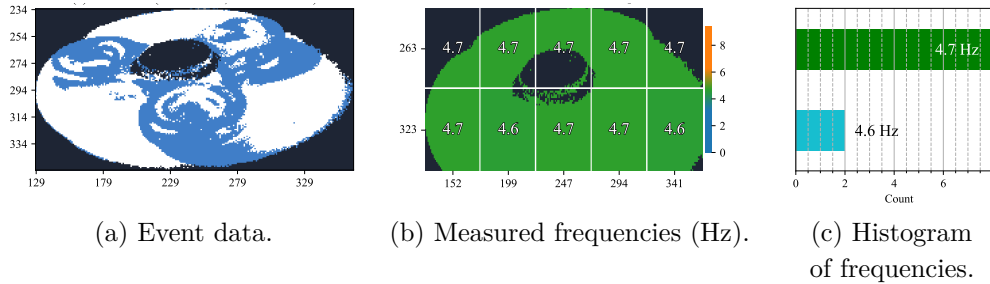 234
254
274
294
314
334
129 179 229 279 329
(a) Event data.
263
323
4.7 4.7 4.7 4.7 4.7
4.7 4.6 4.7 4.7 4.6
152 199 247 294 341
8
6
4
2
0
(b) Measured frequencies (Hz).
4.7 Hz
4.6 Hz
0 2 4 6
Count
(c) Histogram
of frequencies.